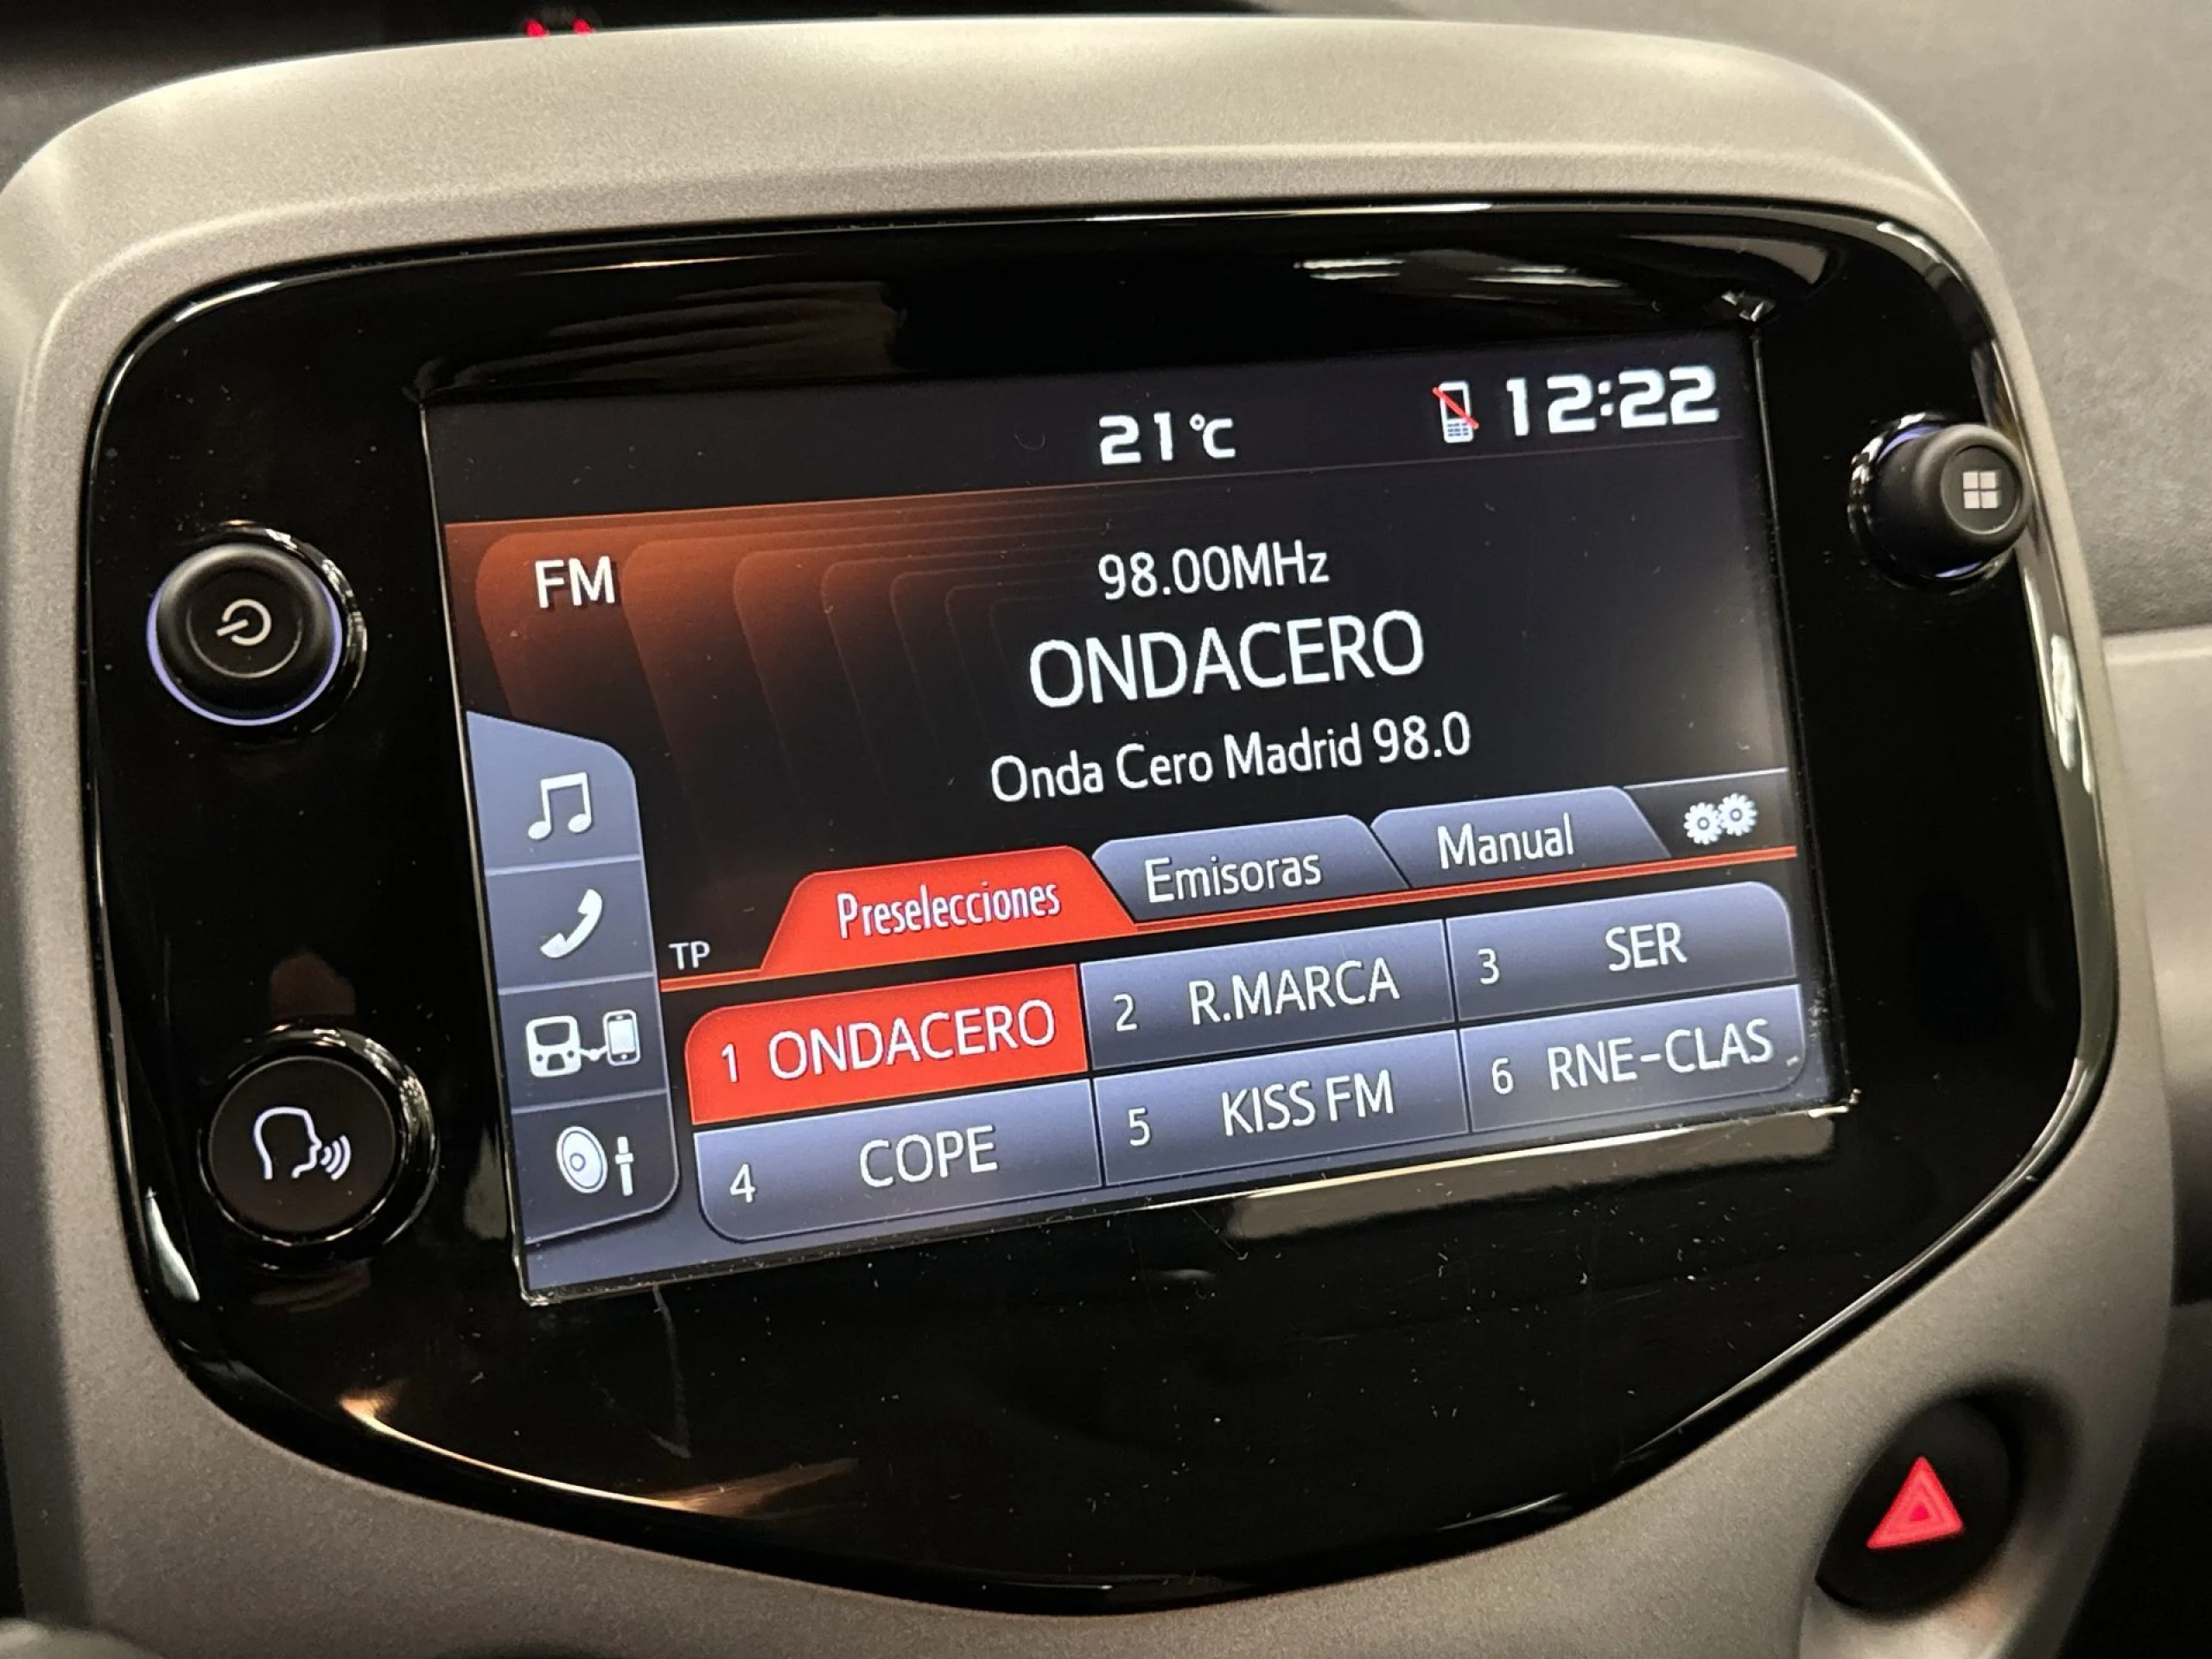 21°C 12:22
FM
98.00MHz
ONDACERO
Onda Cero Madrid 98.0
TP Preselecciones Emisoras Manual
1 ONDACERO 2 R.MARCA 3 SER
4 COPE 5 KISS FM 6 RNE-CLAS